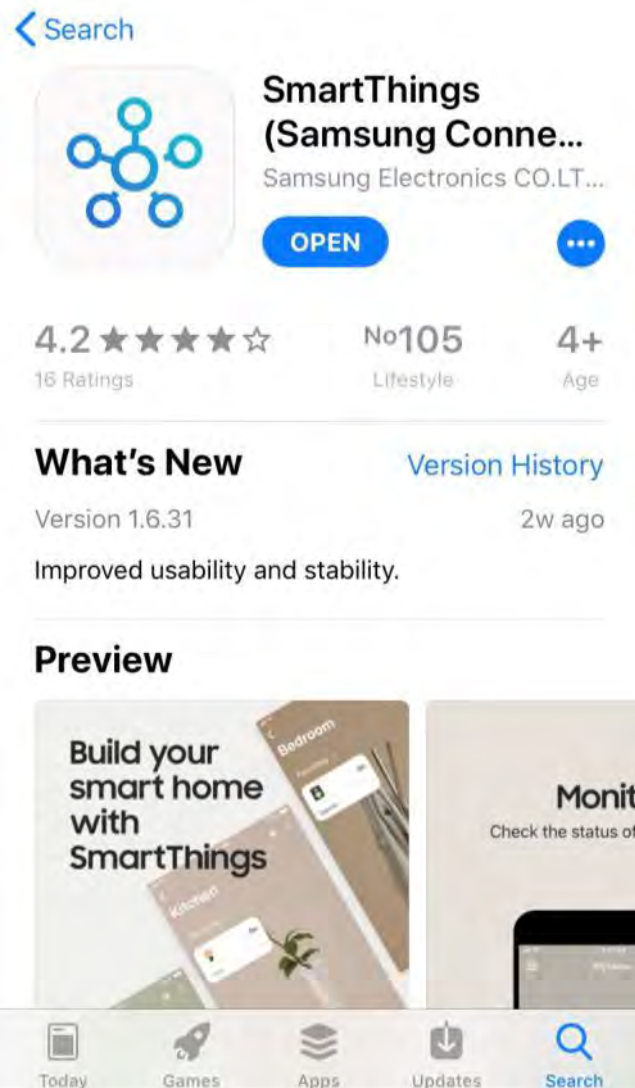 Search
SmartThings
(Samsung Conne...
Samsung Electronics CO.LT...
OPEN
4.2
No105
4+
16 Ratings
Lifestyle
Age
What's New
Version History
Version 1.6.31
2w ago
Improved usability and stability.
Preview
Build your
smart home
with
SmartThings
Bedroom
Kitchen
Monit
Check the status of
Today
Games
Apps
Updates
Search